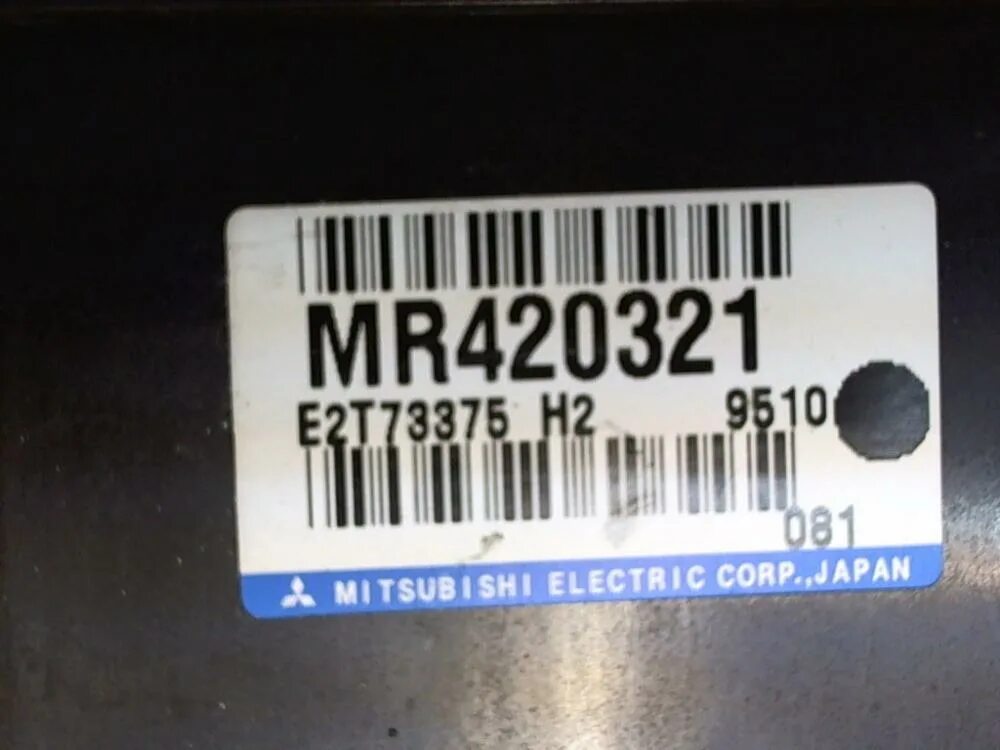 MR420321
E2T73375 H2 9510
081
MITSUBISHI ELECTRIC CORP.,JAPAN